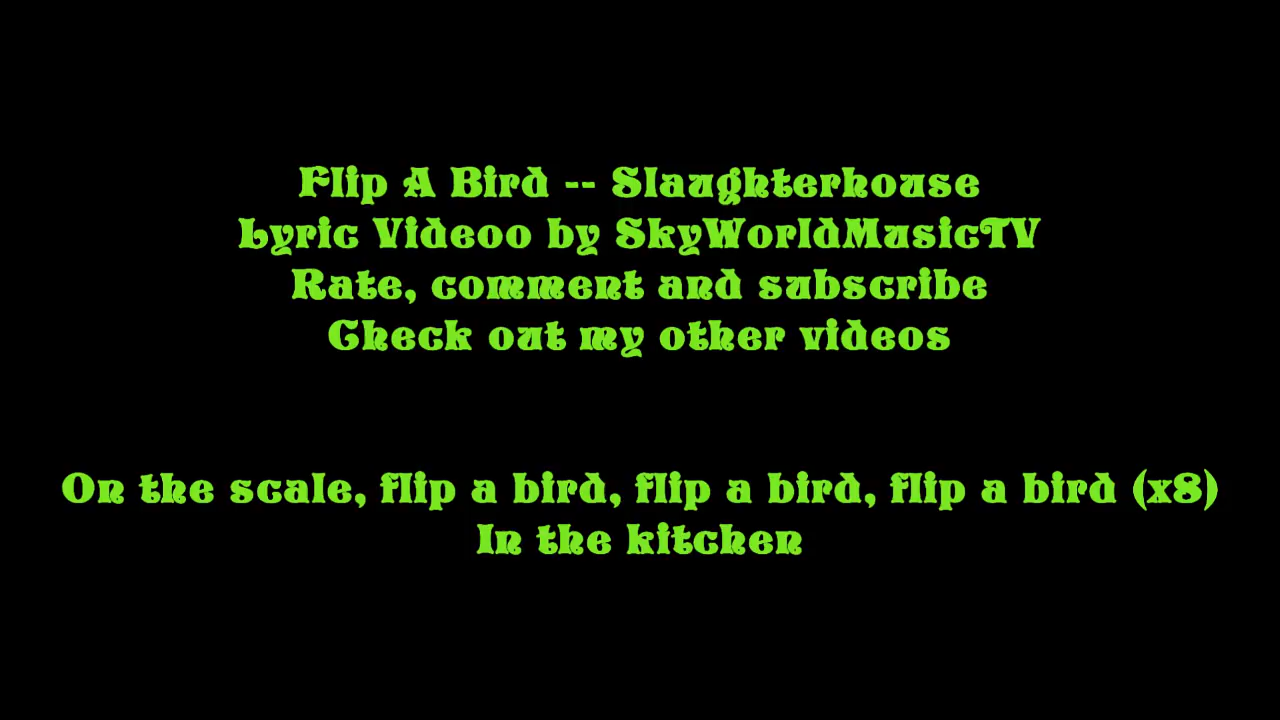 Flip A Bird -- Slaughterhouse
Lyric Videoo by SkyWorldMusicTV
Rate, comment and subscribe
Check out my other videos
On the scale, flip a bird, flip a bird, flip a bird (x8)
In the kitchen